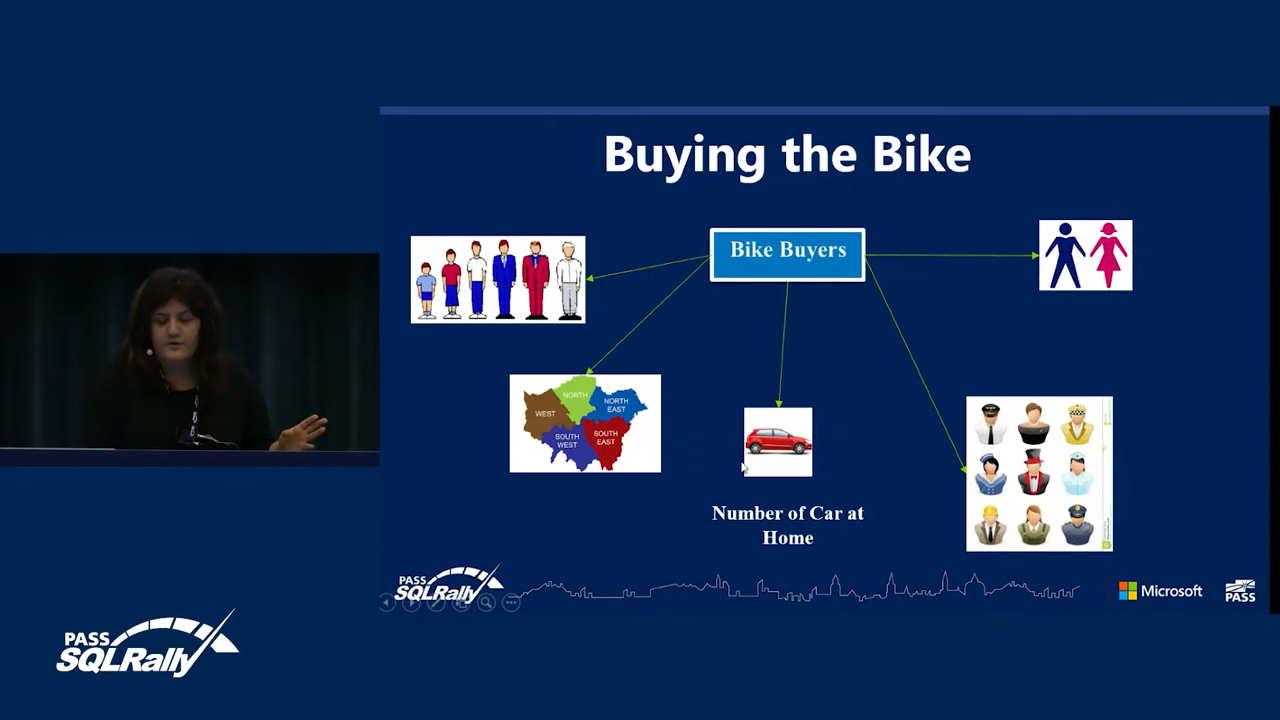 Buying the Bike
Bike Buyers
NORTH
WEST
NORTH
EAST
SOUTH
WEST
SOUTH
EAST
Number of Car at
Home
PASS
SQLRally
Microsoft
PASS
PASS
SQLRally